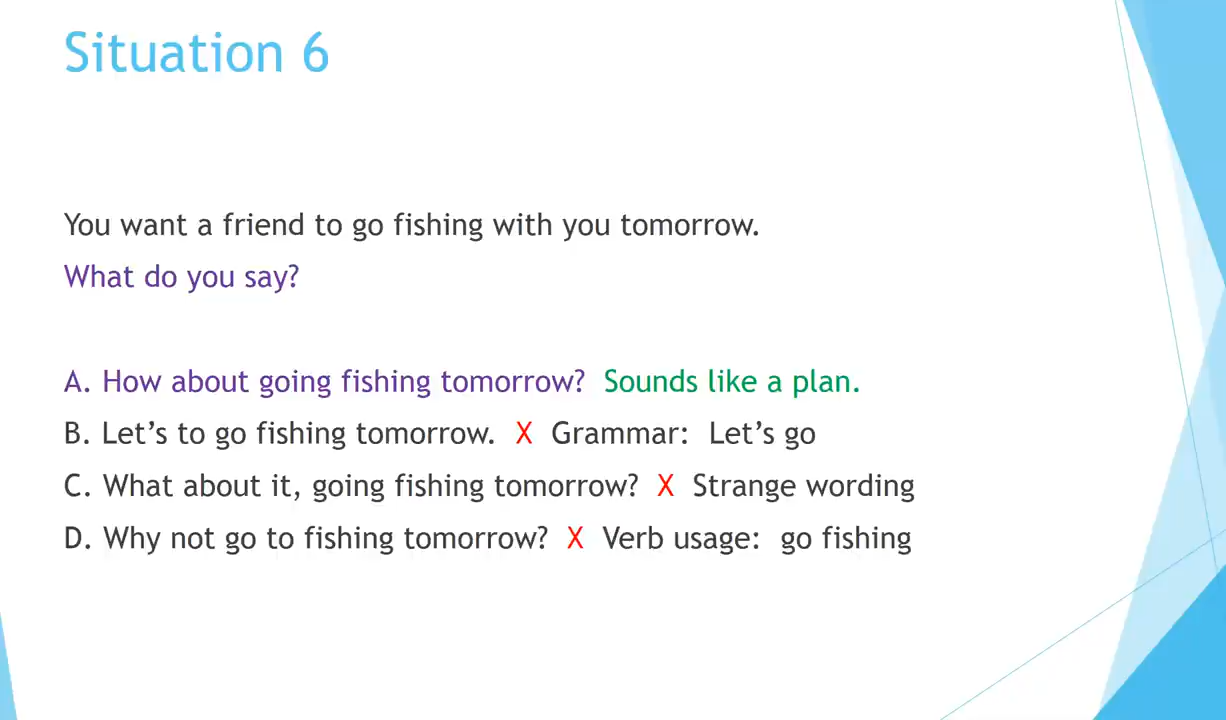 Situation 6
You want a friend to go fishing with you tomorrow.
What do you say?
A. How about going fishing tomorrow? Sounds like a plan.
B. Let’s to go fishing tomorrow. X Grammar: Let’s go
C. What about it, going fishing tomorrow? X Strange wording
D. Why not go to fishing tomorrow? X Verb usage: go fishing